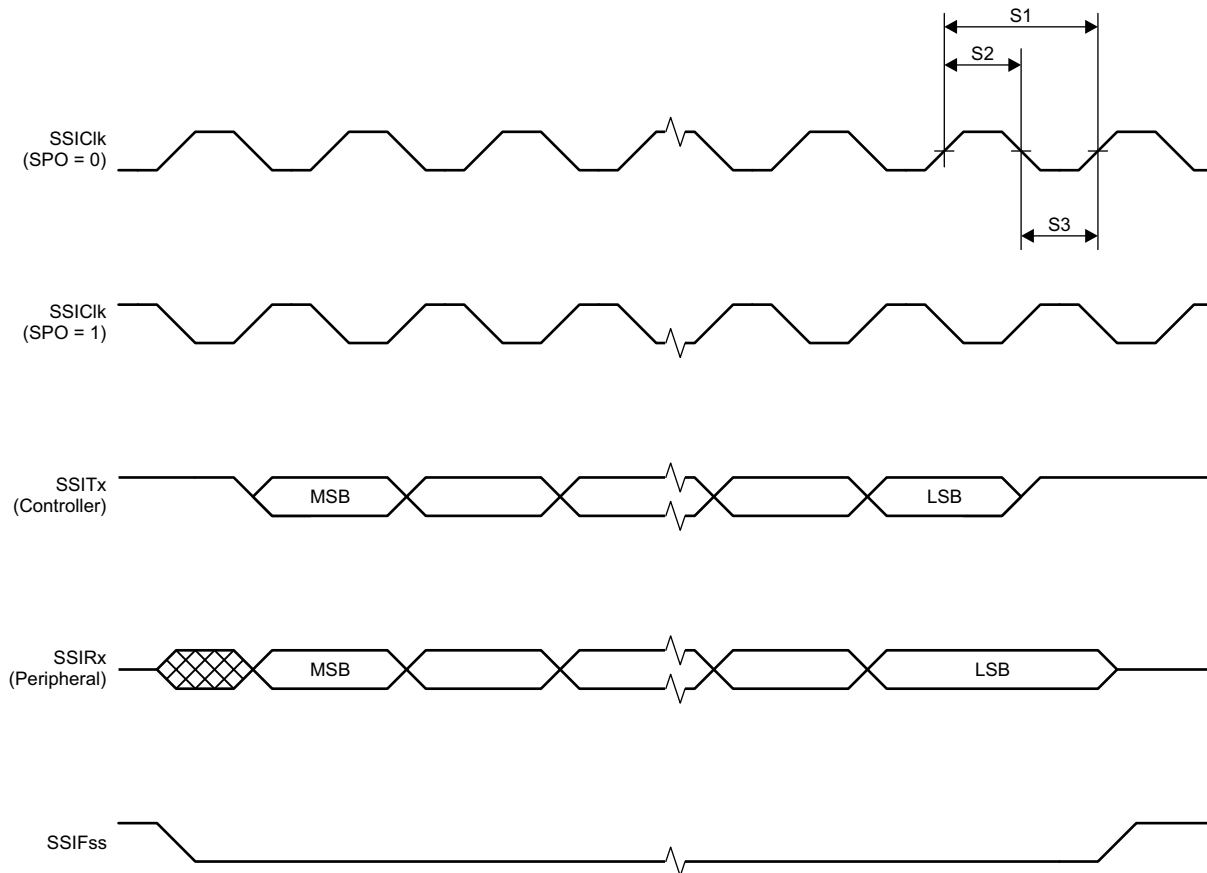 S1
S2
SSIClk
(SPO = 0)
S3
SSIClk
(SPO = 1)
SSITx
(Controller)
MSB
LSB
SSIRx
(Peripheral)
MSB
LSB
SSIFss